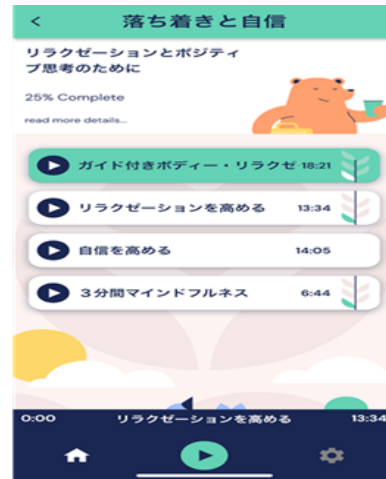 落ち着きと自信
リラクゼーションとポジティ
ブ思考のために
25% Complete
read more details...
ガイド付きボディー・リラクゼ 18:21
リラクゼーションを高める 13:34
自信を高める 14:05
3分間マインドフルネス 6:44
0:00 リラクゼーションを高める 13:34